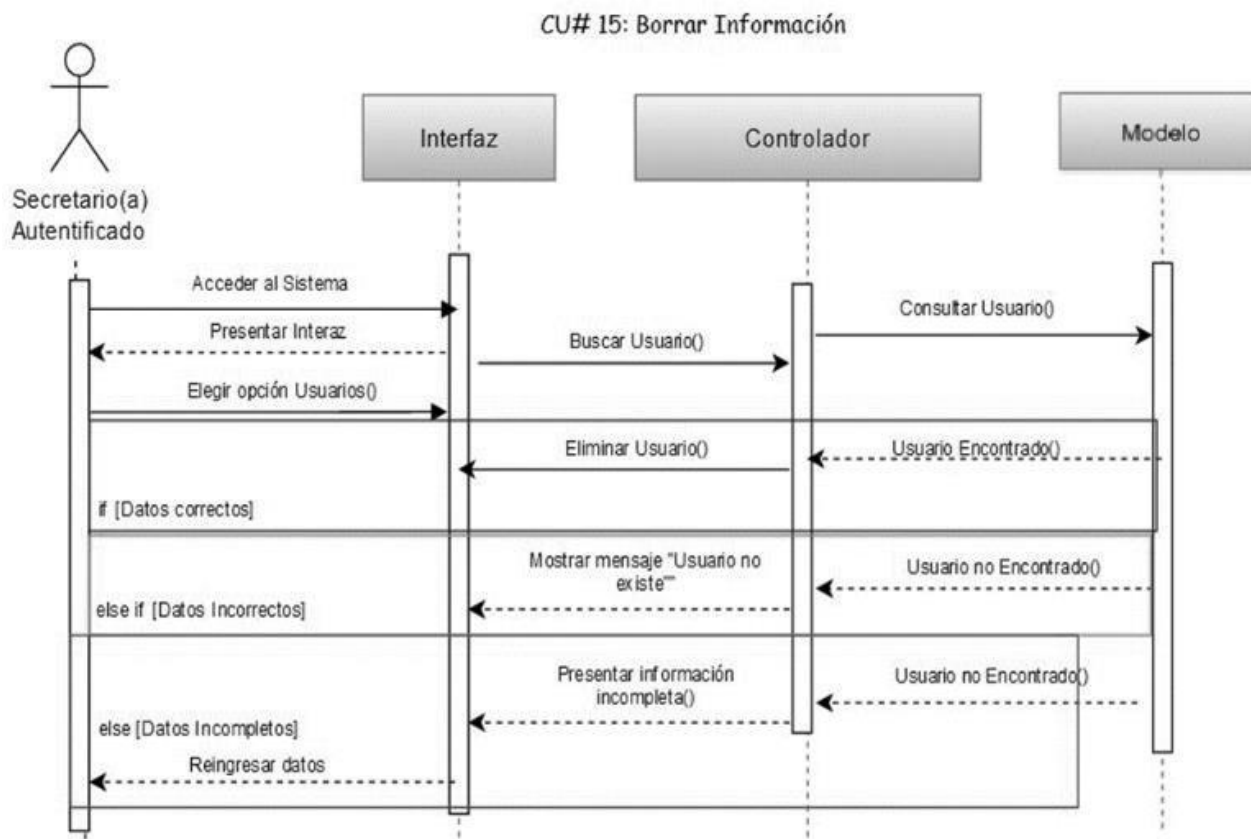 CU# 15: Borrar Información
Interfaz
Controlador
Modelo
Secretario(a)
Autentificado
Acceder al Sistema
Consultar Usuario()
Presentar Interaz
Buscar Usuario()
Elegir opción Usuarios()
Eliminar Usuario()
Usuario Encontrado()
if [Datos correctos]
Mostrar mensaje "Usuario no
existe""
Usuario no Encontrado()
else if [Datos Incorrectos]
Presentar información
incompleta()
Usuario no Encontrado()
else [Datos Incompletos]
Reingresar datos